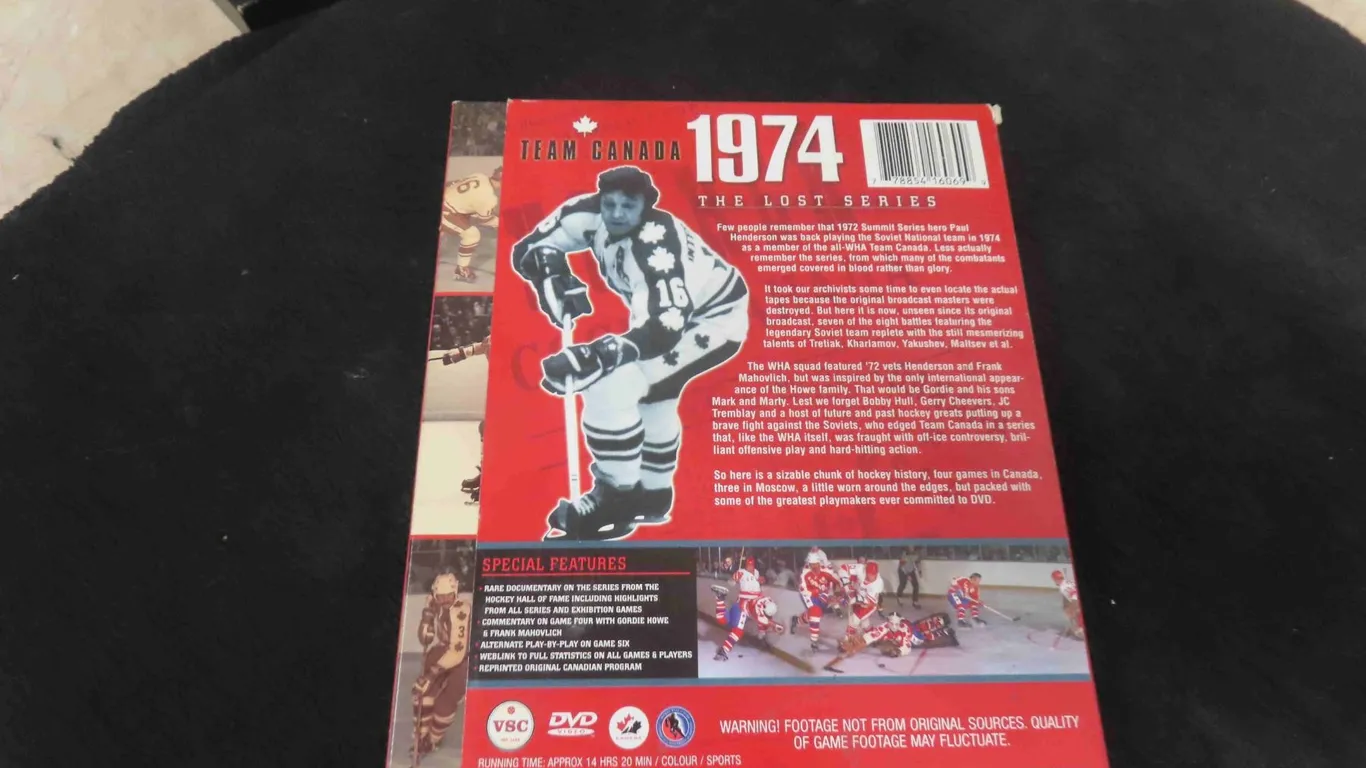 TEAM CANADA
1974
THE LOST SERIES
7 78854 16069 9
Few people remember that 1972 Summit Series hero Paul
Henderson was back playing the Soviet National team in 1974
as a member of the all-WHA Team Canada. Less actually
remember the series, from which many of the combatants
emerged covered in blood rather than glory.
It took our archivists some time to even locate the actual
tapes because the original broadcast masters were
destroyed. But here it is now, unseen since its original
broadcast, seven of the eight battles featuring the
legendary Soviet team replete with the still mesmerizing
talents of Tretiak, Kharlamov, Yakushev, Maltsev et al.
The WHA squad featured '72 vets Henderson and Frank
Mahovlich, but was inspired by the only international appear-
ance of the Howe family. That would be Gordie and his sons
Mark and Marty. Lest we forget Bobby Hull, Gerry Cheevers, JC
Tremblay and a host of future and past hockey greats putting up a
brave fight against the Soviets, who edged Team Canada in a series
that, like the WHA itself, was fraught with off-ice controversy, bril-
liant offensive play and hard-hitting action.
So here is a sizable chunk of hockey history, four games in Canada,
three in Moscow, a little worn around the edges, but packed with
some of the greatest playmakers ever committed to DVD.
16
16
3
SPECIAL FEATURES
· RARE DOCUMENTARY ON THE SERIES FROM THE
HOCKEY HALL OF FAME INCLUDING HIGHLIGHTS
FROM ALL SERIES AND EXHIBITION GAMES
· COMMENTARY ON GAME FOUR WITH GORDIE HOWE
& FRANK MAHOVLICH
· ALTERNATE PLAY-BY-PLAY ON GAME SIX
· WEBLINK TO FULL STATISTICS ON ALL GAMES & PLAYERS
· REPRINTED ORIGINAL CANADIAN PROGRAM
VSC
DVD
VIDEO
CANADA
WARNING! FOOTAGE NOT FROM ORIGINAL SOURCES. QUALITY
OF GAME FOOTAGE MAY FLUCTUATE.
RUNNING TIME: APPROX 14 HRS 20 MIN / COLOUR / SPORTS